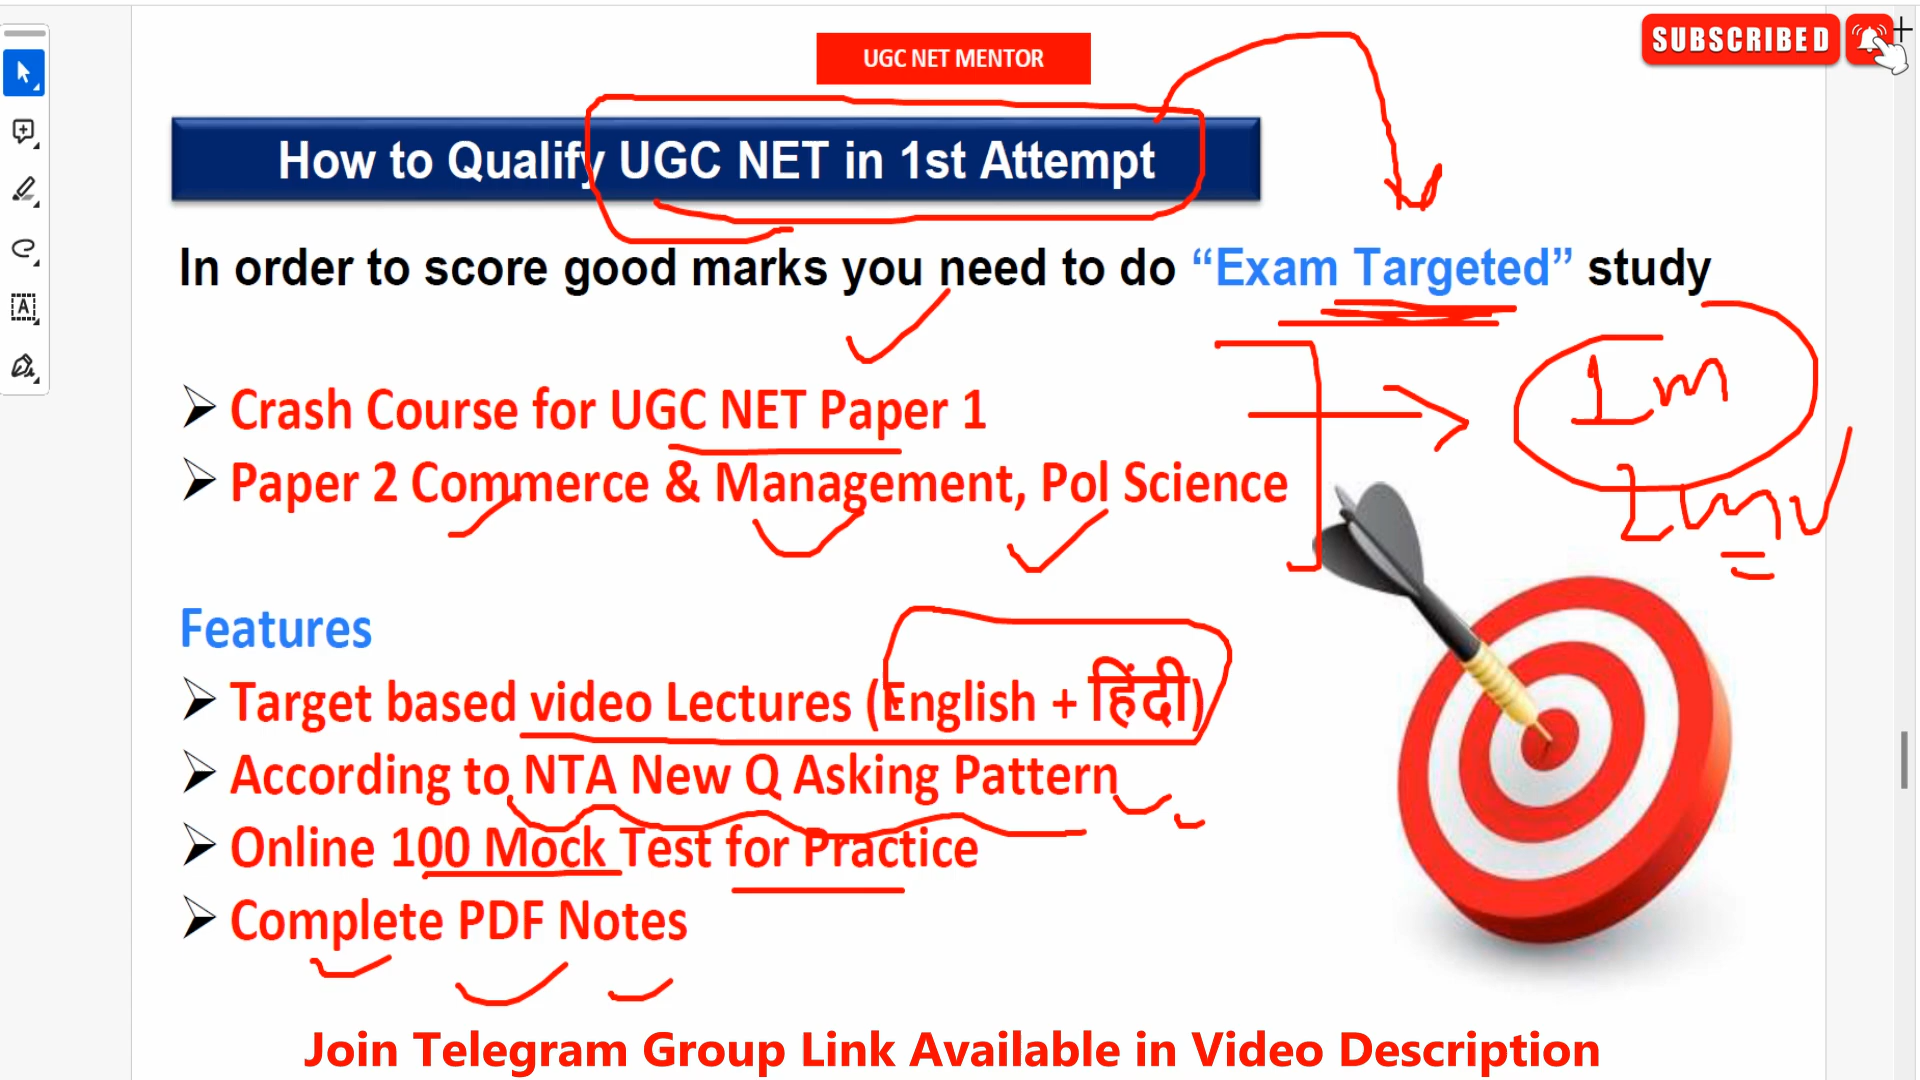 SUBSCRIBED
UGC NET MENTOR
How to Qualify UGC NET in 1st Attempt
In order to score good marks you need to do “Exam Targeted” study
1m
Crash Course for UGC NET Paper 1
Paper 2 Commerce & Management, Pol Science
Features
Target based video Lectures (English + हिंदी)
According to NTA New Q Asking Pattern
Online 100 Mock Test for Practice
Complete PDF Notes
Join Telegram Group Link Available in Video Description